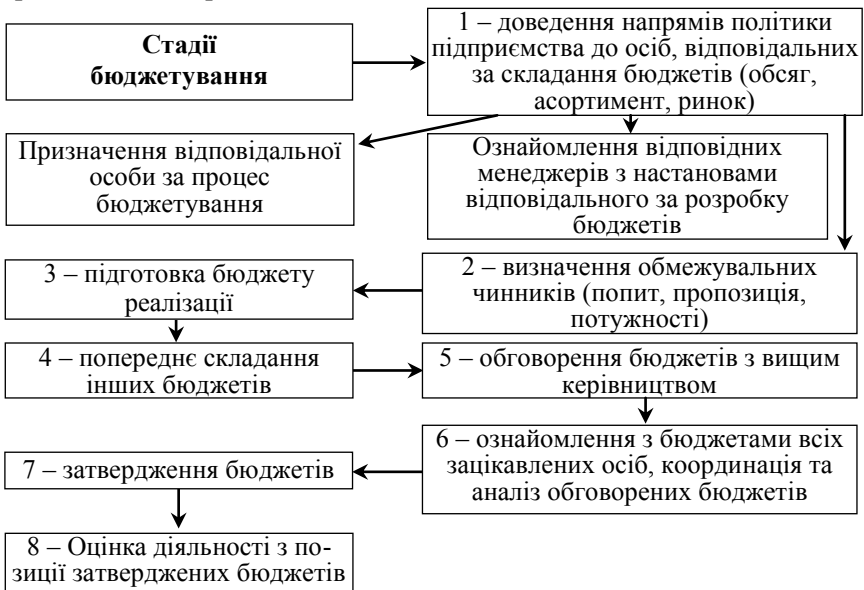 Стадії
бюджетування
1 – доведення напрямів політики
підприємства до осіб, відповідальних
за складання бюджетів (обсяг,
асортимент, ринок)
Призначення відповідальної
особи за процес
бюджетування
Ознайомлення відповідних
менеджерів з настановами
відповідального за розробку
бюджетів
2 – визначення обмежувальних
чинників (попит, пропозиція,
потужності)
3 – підготовка бюджету
реалізації
4 – попереднє складання
інших бюджетів
5 – обговорення бюджетів з вищим
керівництвом
6 – ознайомлення з бюджетами всіх
зацікавлених осіб, координація та
аналіз обговорених бюджетів
7 – затвердження бюджетів
8 – Оцінка діяльності з по-
зиції затверджених бюджетів